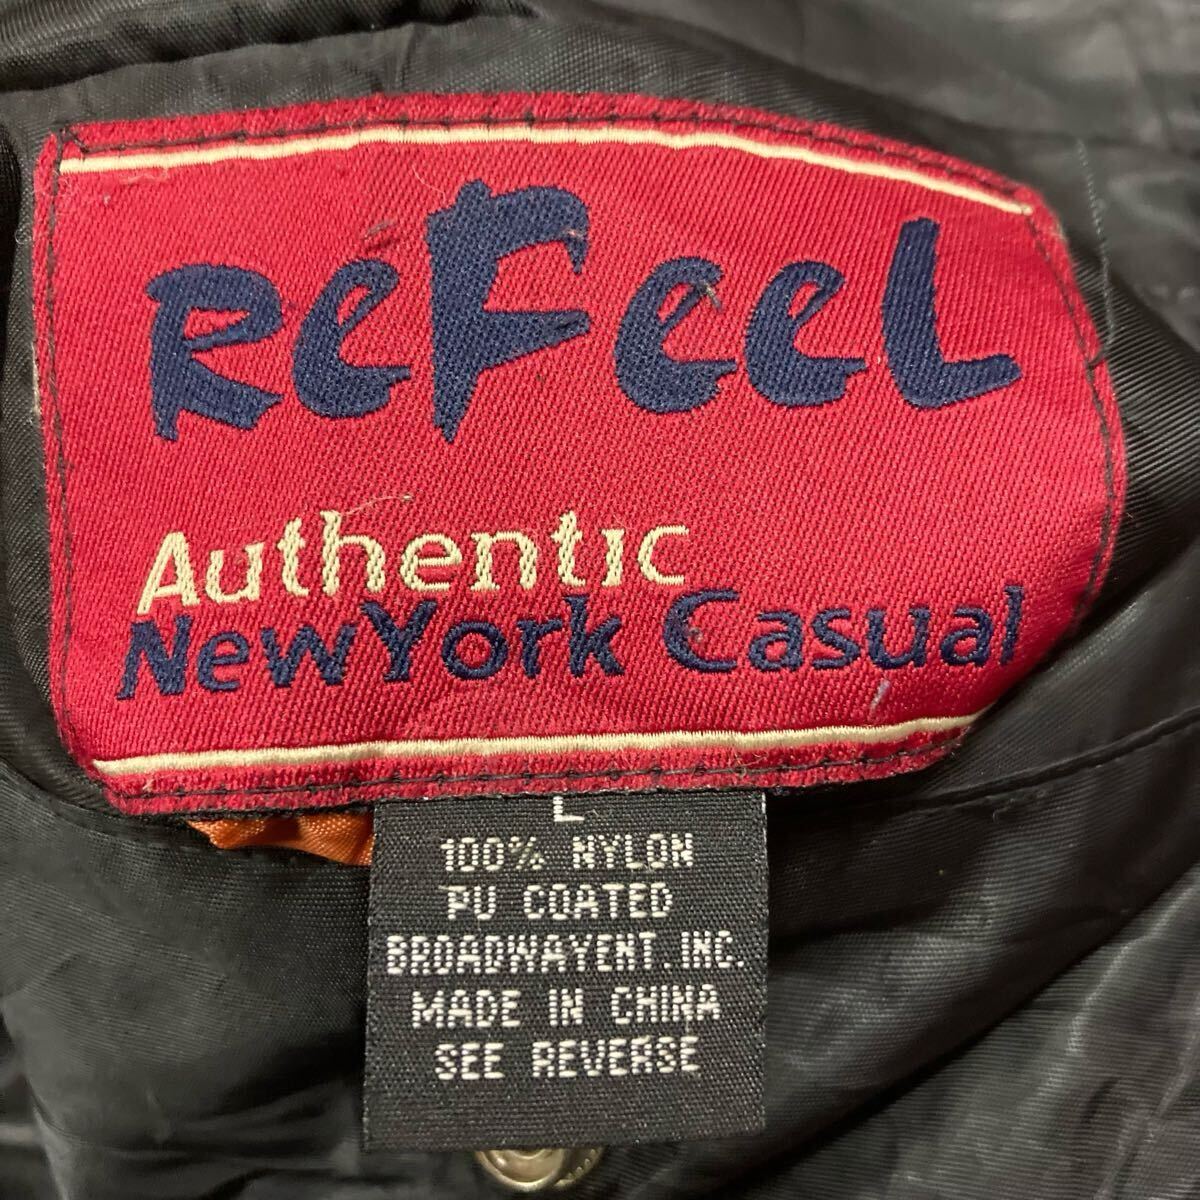 ReFeeL
Authentic
NewYork Casual
L
100% NYLON
PU COATED
BROADWAYENT.INC.
MADE IN CHINA
SEE REVERSE